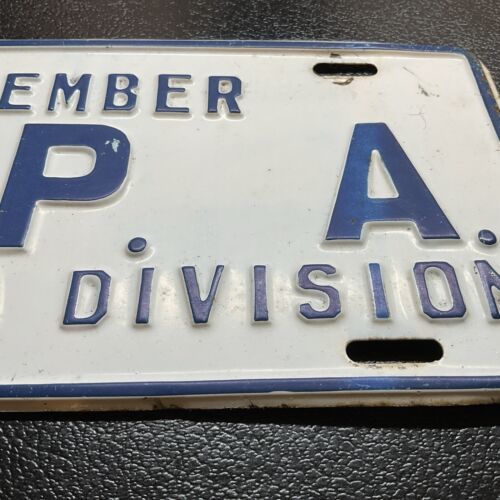 EMBER
P. A.
DIVISION